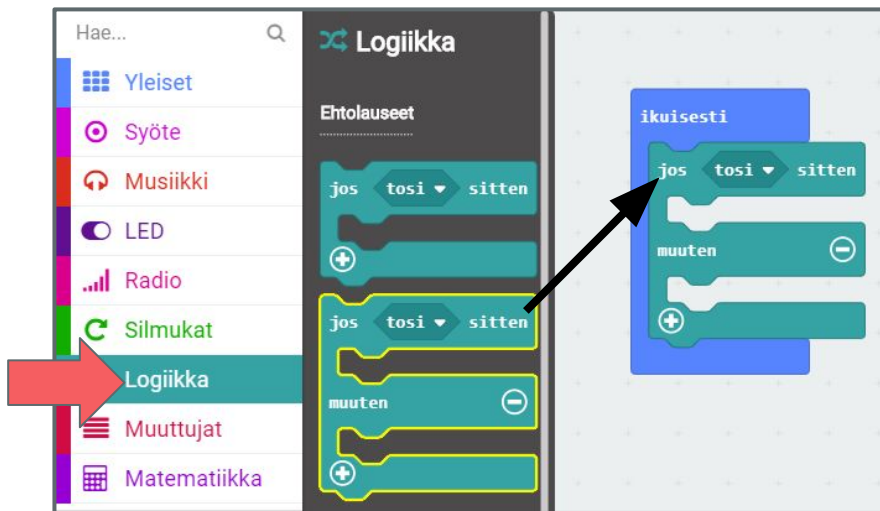 Hae...
Yleiset
Syöte
Musiikki
LED
Radio
Silmukat
Logiikka
Muuttujat
Matematiikka
Logiikka
Ehtolauseet
jos tosi sitten
jos tosi sitten
muuten
ikuisesti
jos tosi sitten
muuten